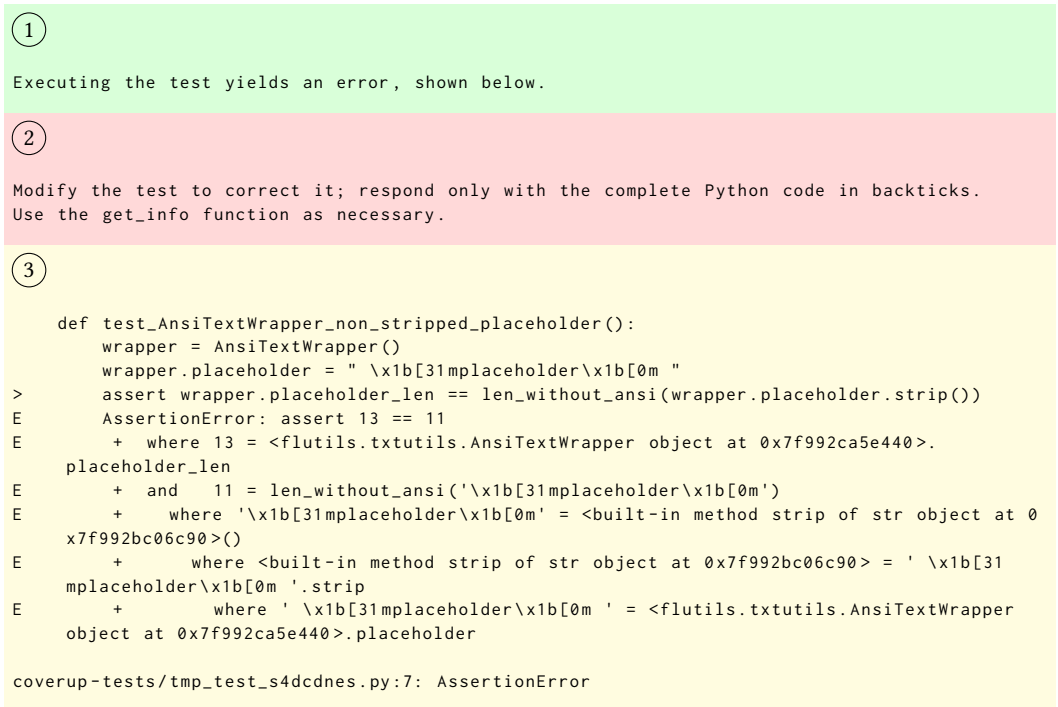 1
Executing the test yields an error, shown below.
2
Modify the test to correct it; respond only with the complete Python code in backticks.
Use the get_info function as necessary.
3
    def test_AnsiTextWrapper_non_stripped_placeholder():
        wrapper = AnsiTextWrapper()
        wrapper.placeholder = " \x1b[31mplaceholder\x1b[0m "
>       assert wrapper.placeholder_len == len_without_ansi(wrapper.placeholder.strip())
E       AssertionError: assert 13 == 11
E        +  where 13 = <flutils.txtutils.AnsiTextWrapper object at 0x7f992ca5e440>.
    placeholder_len
E        +  and   11 = len_without_ansi('\x1b[31mplaceholder\x1b[0m')
E        +    where '\x1b[31mplaceholder\x1b[0m' = <built-in method strip of str object at 0
    x7f992bc06c90>()
E        +      where <built-in method strip of str object at 0x7f992bc06c90> = ' \x1b[31
    mplaceholder\x1b[0m '.strip
E        +        where ' \x1b[31mplaceholder\x1b[0m ' = <flutils.txtutils.AnsiTextWrapper
    object at 0x7f992ca5e440>.placeholder
coverup-tests/tmp_test_s4dcdnes.py:7: AssertionError